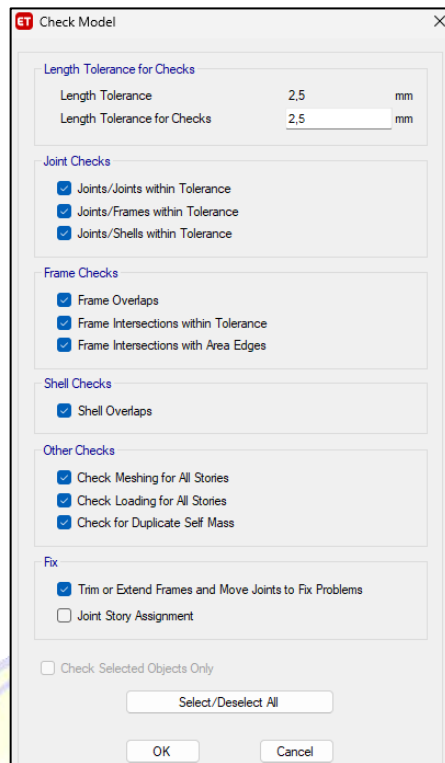 ET Check Model
Length Tolerance for Checks
Length Tolerance 2,5 mm
Length Tolerance for Checks 2,5 mm
Joint Checks
Joints/Joints within Tolerance
Joints/Frames within Tolerance
Joints/Shells within Tolerance
Frame Checks
Frame Overlaps
Frame Intersections within Tolerance
Frame Intersections with Area Edges
Shell Checks
Shell Overlaps
Other Checks
Check Meshing for All Stories
Check Loading for All Stories
Check for Duplicate Self Mass
Fix
Trim or Extend Frames and Move Joints to Fix Problems
Joint Story Assignment
Check Selected Objects Only
Select/Deselect All
OK Cancel